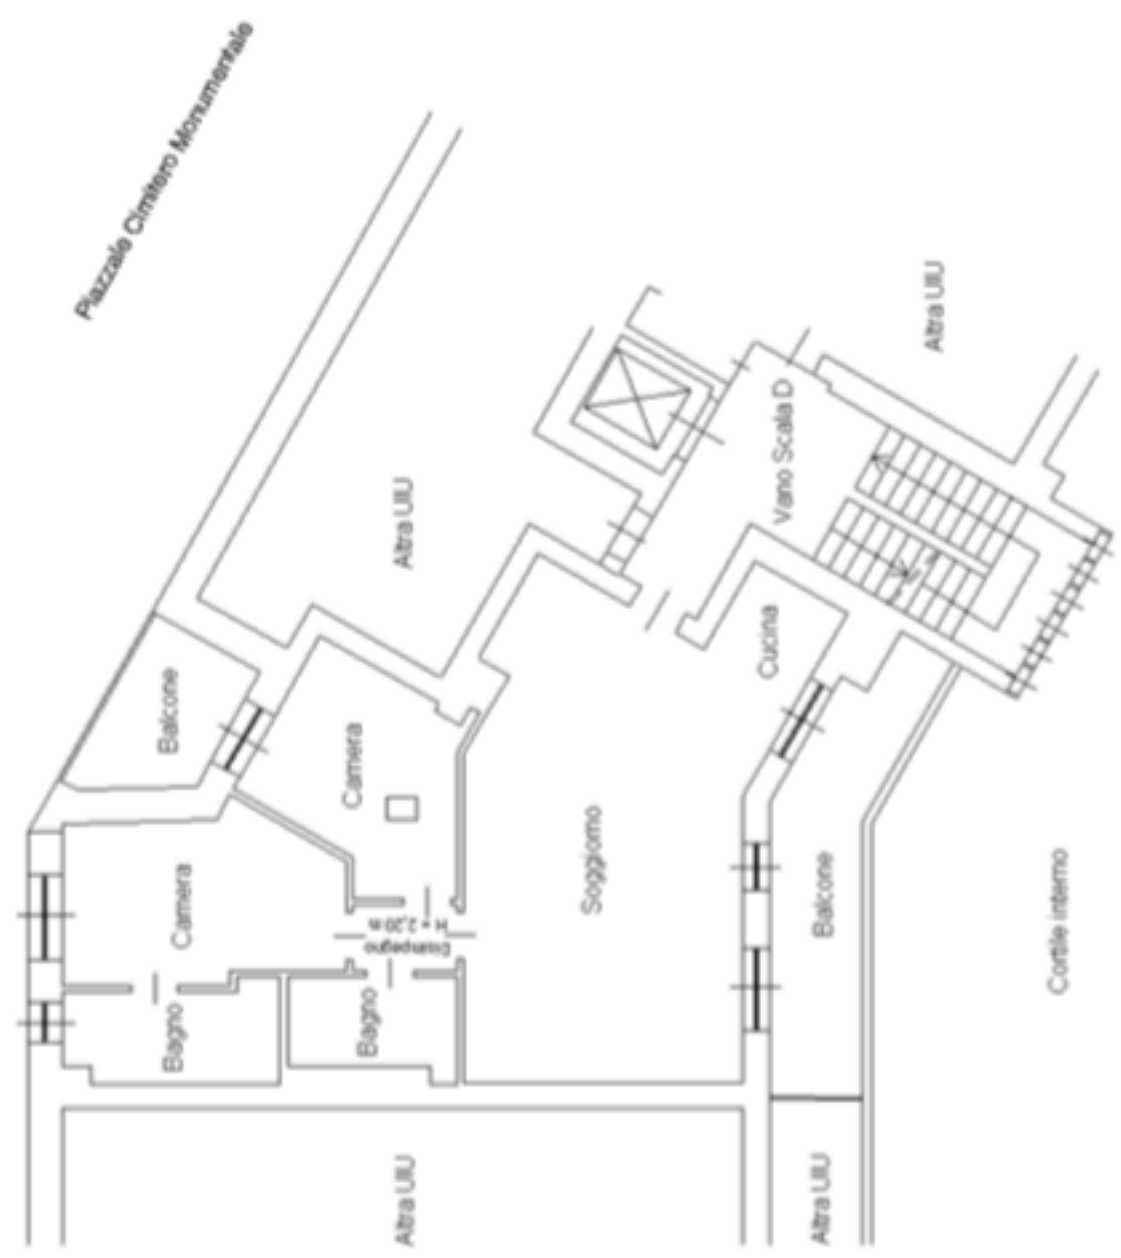 Piazzale Cimitero Monumentale
Altra UIU
Altra UIU
Vano Scala D
Balcone
Camera
Cucina
Camera
Soggiorno
Balcone
Cortile interno
H = 2,20 m
Disimpegno
Bagno
Bagno
Altra UIU
Altra UIU